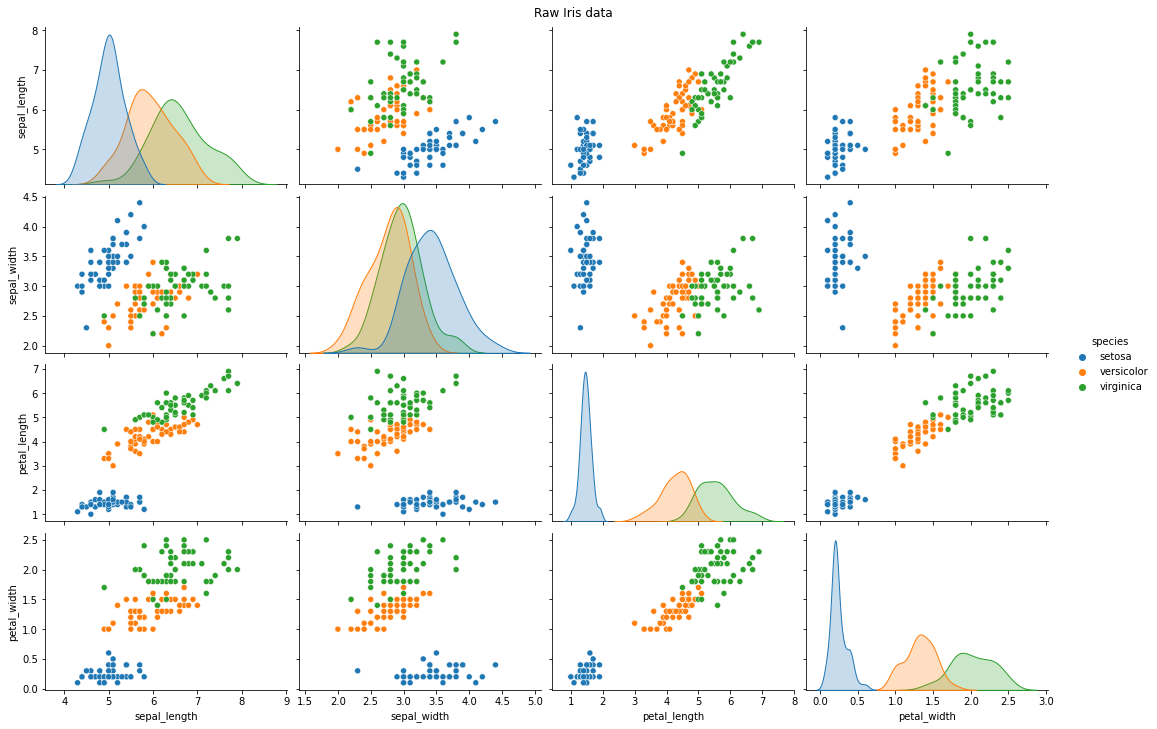 Raw Iris data
8
7
6
5
sepal_length
4.5
4.0
3.5
3.0
2.5
2.0
sepal_width
species
setosa
versicolor
virginica
7
6
5
4
3
2
1
petal_length
2.5
2.0
1.5
1.0
0.5
0.0
petal_width
4 5 6 7 8 9
2.0 2.5 3.0 3.5 4.0 4.5 5.0
1 2 3 4 5 6 7 8
0.0 0.5 1.0 1.5 2.0 2.5 3.0
sepal_length
sepal_width
petal_length
petal_width